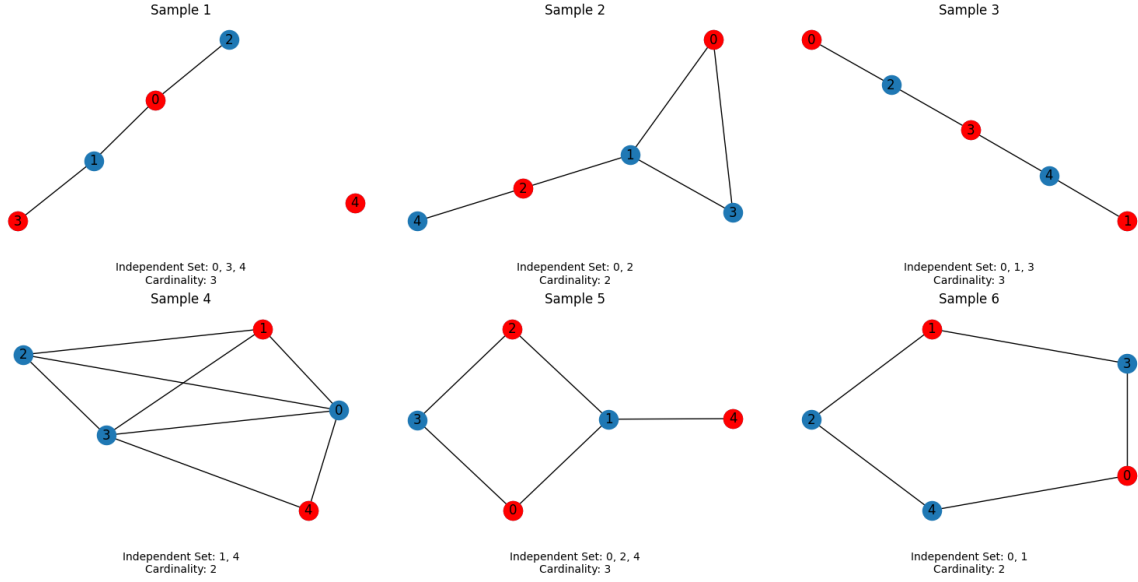 Sample 1
2
0
1
3
4
Independent Set: 0, 3, 4
Cardinality: 3
Sample 2
0
1
2
3
4
Independent Set: 0, 2
Cardinality: 2
Sample 3
0
2
3
4
1
Independent Set: 0, 1, 3
Cardinality: 3
Sample 4
1
2
0
3
4
Independent Set: 1, 4
Cardinality: 2
Sample 5
2
3
1
4
0
Independent Set: 0, 2, 4
Cardinality: 3
Sample 6
1
3
2
0
4
Independent Set: 0, 1
Cardinality: 2